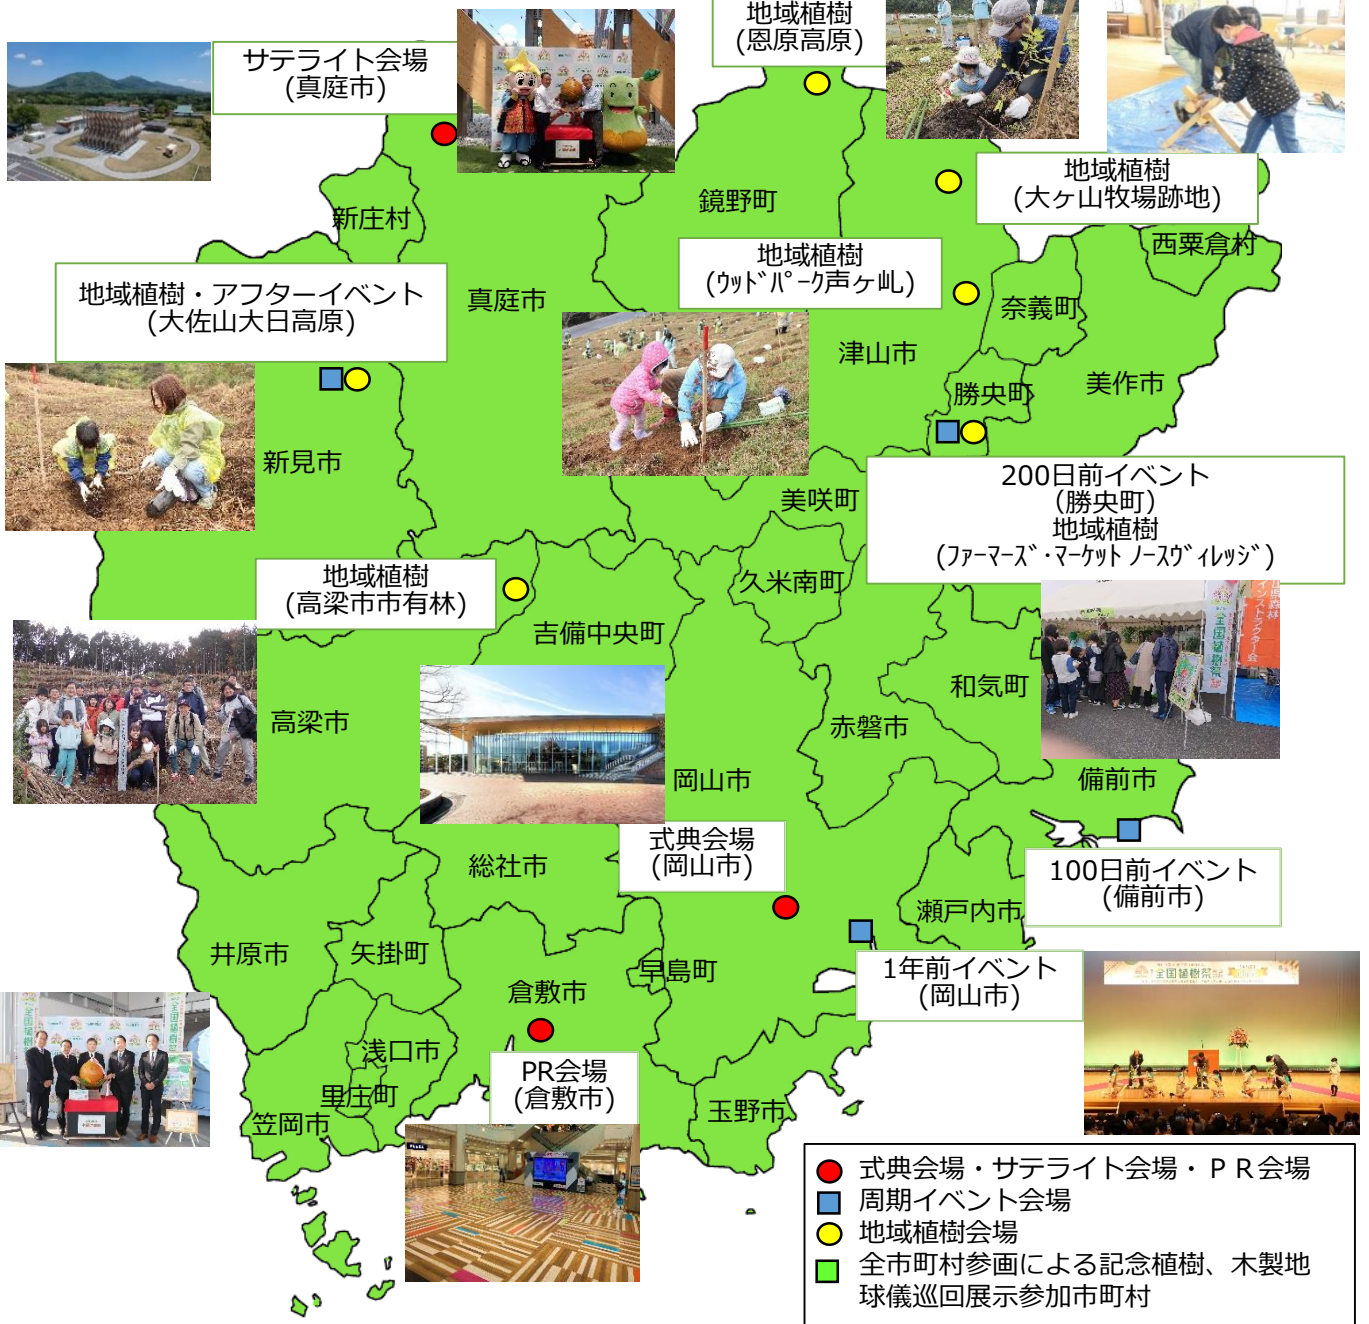 地域植樹
(恩原高原)
サテライト会場
(真庭市)
地域植樹
(大ヶ山牧場跡地)
鏡野町
新庄村
西粟倉村
地域植樹
(ｳｯﾄﾞﾊﾟｰｸ声ヶ乢)
地域植樹・アフターイベント
(大佐山大日高原)
真庭市
奈義町
津山市
勝央町
美作市
新見市
200日前イベント
(勝央町)
地域植樹
(ﾌｧｰﾏｰｽﾞ･ﾏｰｹｯﾄ ﾉｰｽヴｨﾚｯｼﾞ)
美咲町
久米南町
地域植樹
(高梁市市有林)
吉備中央町
全国植樹祭
和気町
高梁市
赤磐市
岡山市
備前市
式典会場
(岡山市)
総社市
100日前イベント
(備前市)
瀬戸内市
井原市
矢掛町
早島町
倉敷市
1年前イベント
(岡山市)
全国植樹祭
浅口市
PR会場
(倉敷市)
里庄町
玉野市
笠岡市
式典会場・サテライト会場・ＰＲ会場
周期イベント会場
地域植樹会場
全市町村参画による記念植樹、木製地
球儀巡回展示参加市町村